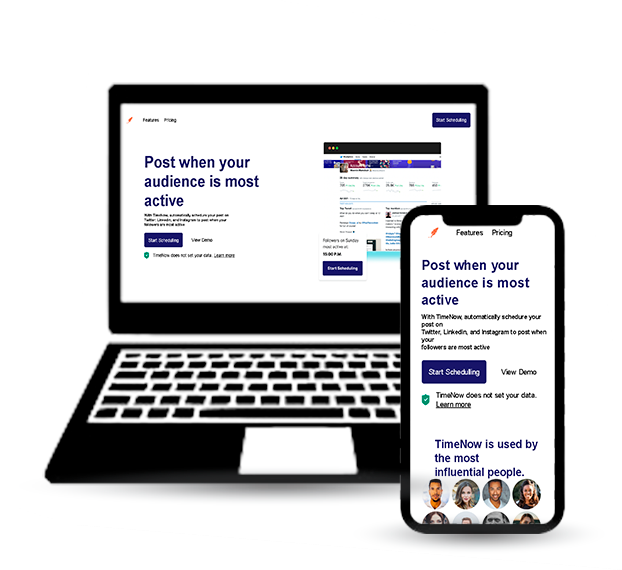 Features Pricing
Start Scheduling
Post when your
audience is most
active
With TimeNow, automatically schedule your post on
Twitter, Linkedin, and Instagram to post when your
followers are most active
Start Scheduling View Demo
TimeNow does not set your data. Learn more
Followers on Sunday
most active at:
Start Scheduling
Features Pricing
Post when your
audience is most
active
With TimeNow, automatically schedure your
post on
Twitter, Linkedin, and Instagram to post when
your
followers are most active
Start Scheduling View Demo
TimeNow does not set your data.
Learn more
TimeNow is used by
the most
influential people.